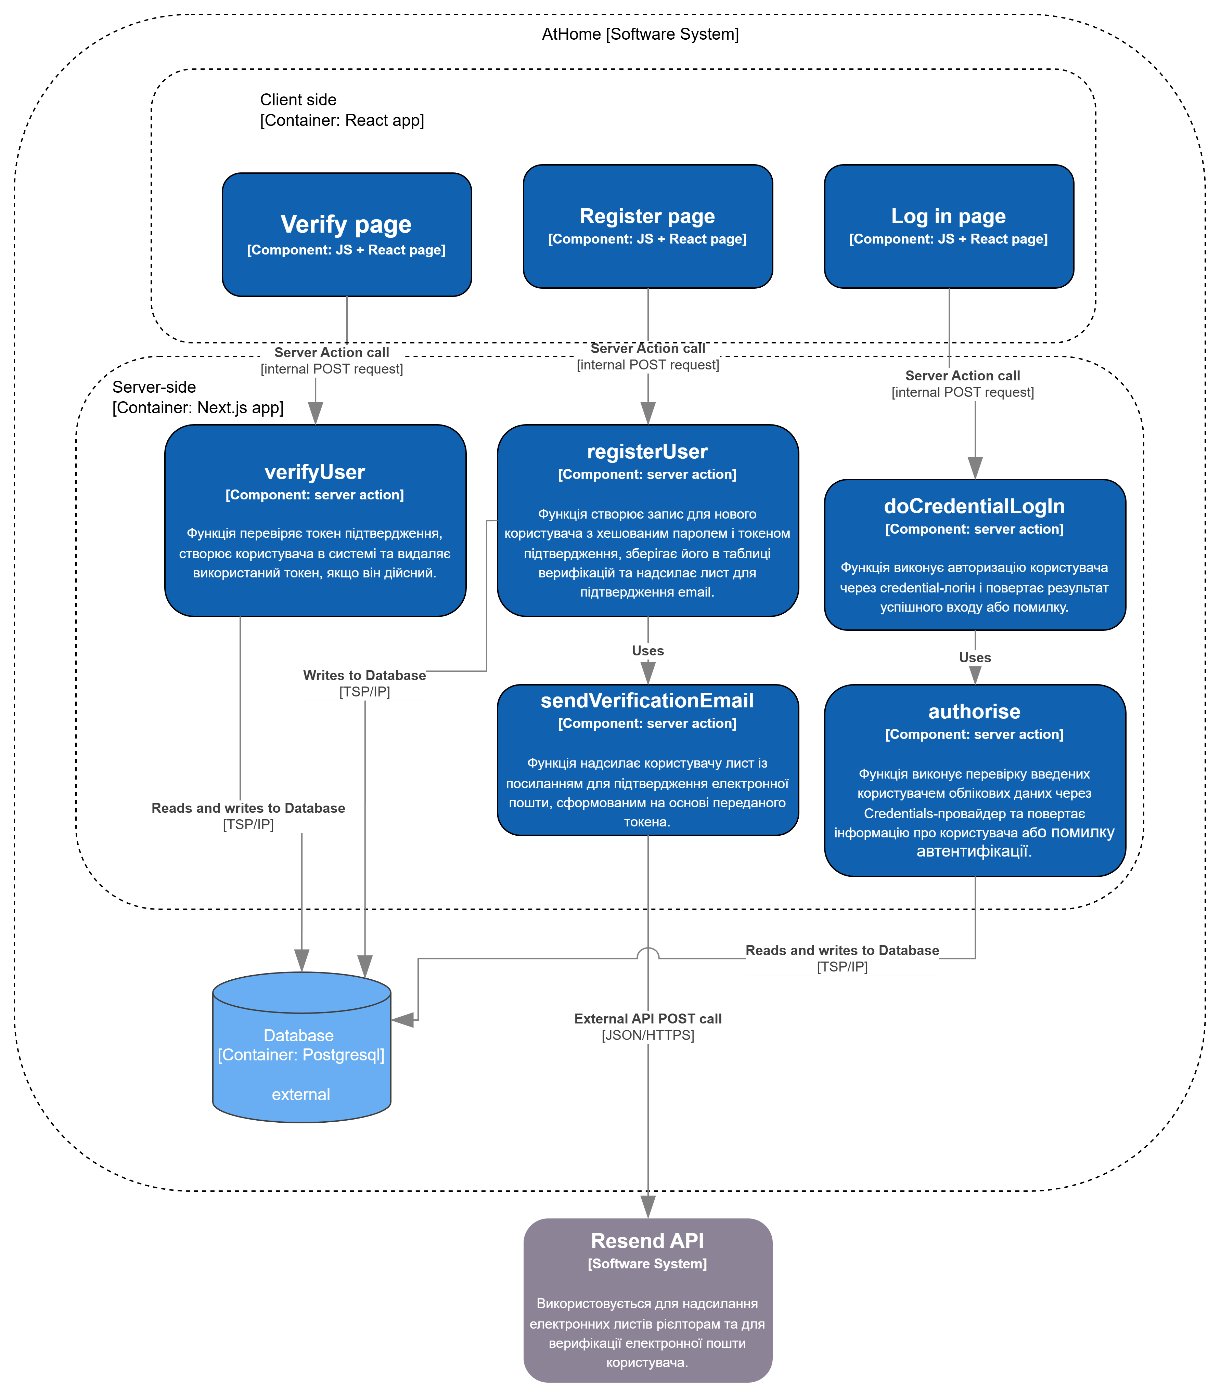 AtHome [Software System]
Client side
[Container: React app]
Verify page
[Component: JS + React page]
Register page
[Component: JS + React page]
Log in page
[Component: JS + React page]
Server Action call
[internal POST request]
Server Action call
[internal POST request]
Server Action call
[internal POST request]
Server-side
[Container: Next.js app]
verifyUser
[Component: server action]
Функція перевіряє токен підтвердження,
створює користувача в системі та видаляє
використаний токен, якщо він дійсний.
registerUser
[Component: server action]
Функція створює запис для нового
користувача з хешованим паролем і токеном
підтвердження, зберігає його в таблиці
верифікацій та надсилає лист для
підтвердження email.
doCredentialLogIn
[Component: server action]
Функція виконує авторизацію користувача
через credential-логін і повертає результат
успішного входу або помилку.
Uses
Uses
Writes to Database
[TSP/IP]
sendVerificationEmail
[Component: server action]
Функція надсилає користувачу лист із
посиланням для підтвердження електронної
пошти, сформованим на основі переданого
токена.
authorise
[Component: server action]
Функція виконує перевірку введених
користувачем облікових даних через
Credentials-провайдер та повертає
інформацію про користувача або помилку
автентифікації.
Reads and writes to Database
[TSP/IP]
Reads and writes to Database
[TSP/IP]
External API POST call
[JSON/HTTPS]
Database
[Container: Postgresql]
external
Resend API
[Software System]
Використовується для надсилання
електронних листів рієлторам та для
верифікації електронної пошти
користувача.